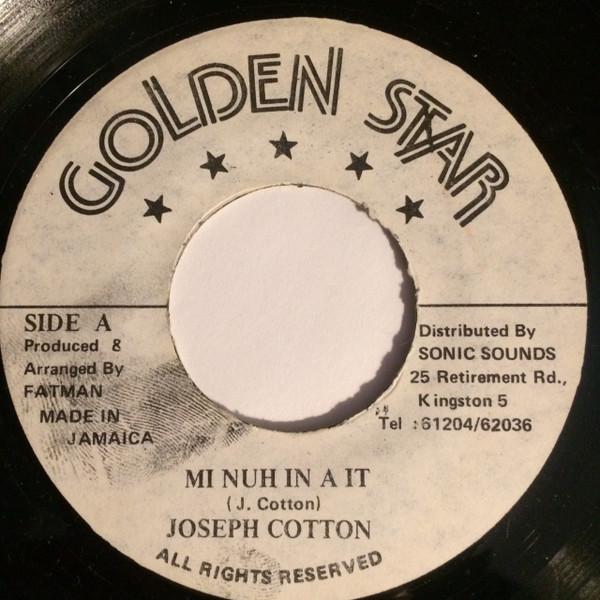 GOLDEN STAR
SIDE A
Produced &
Arranged By
FATMAN
MADE IN
JAMAICA
Distributed By
SONIC SOUNDS
25 Retirement Rd.,
Kingston 5
Tel : 61204/62036
MI NUH IN A IT
(J. Cotton)
JOSEPH COTTON
ALL RIGHTS RESERVED